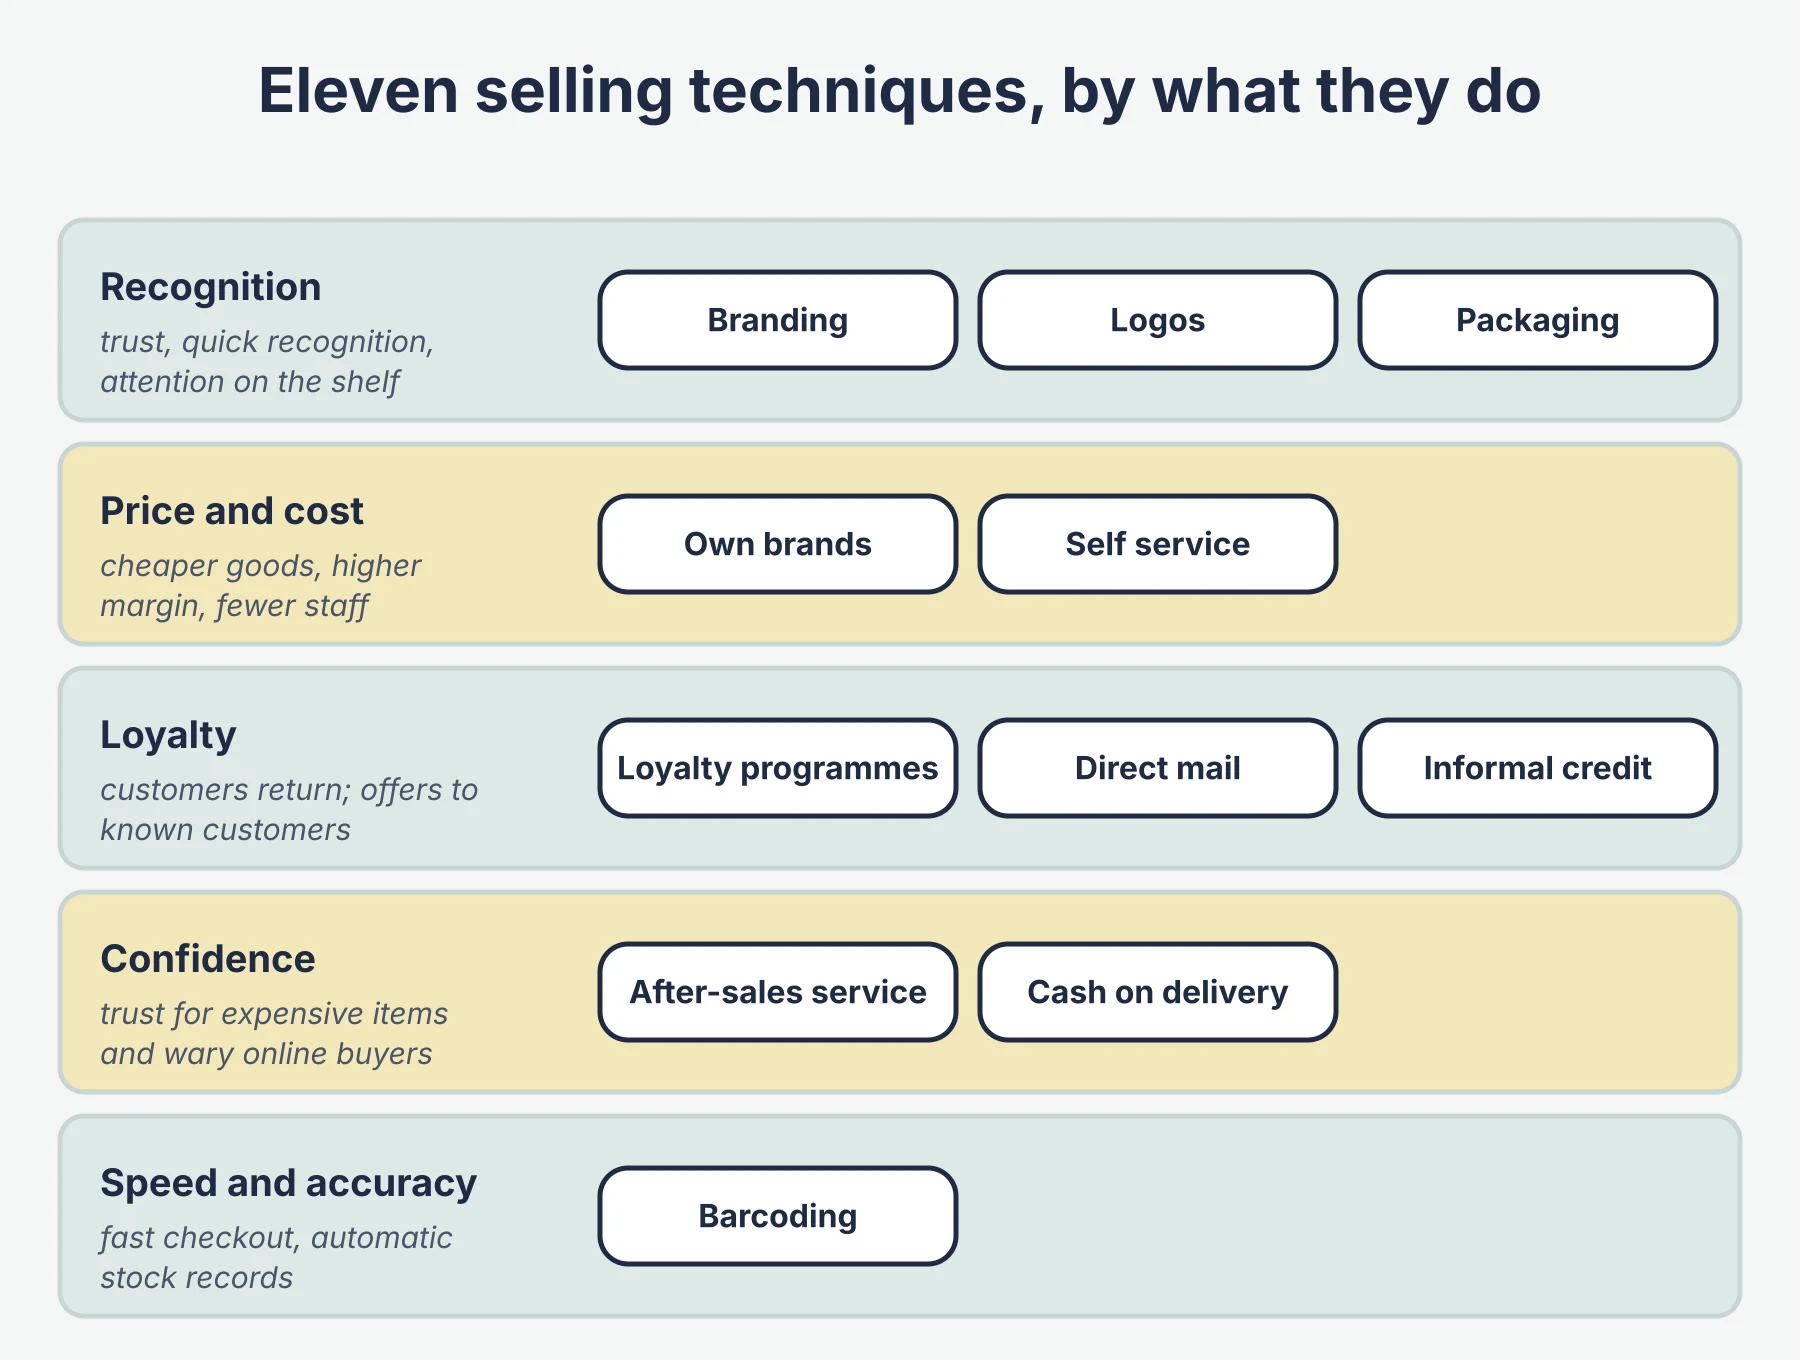 Eleven selling techniques, by what they do
Recognition
trust, quick recognition,
attention on the shelf
Branding
Logos
Packaging
Price and cost
cheaper goods, higher
margin, fewer staff
Own brands
Self service
Loyalty
customers return; offers to
known customers
Loyalty programmes
Direct mail
Informal credit
Confidence
trust for expensive items
and wary online buyers
After-sales service
Cash on delivery
Speed and accuracy
fast checkout, automatic
stock records
Barcoding